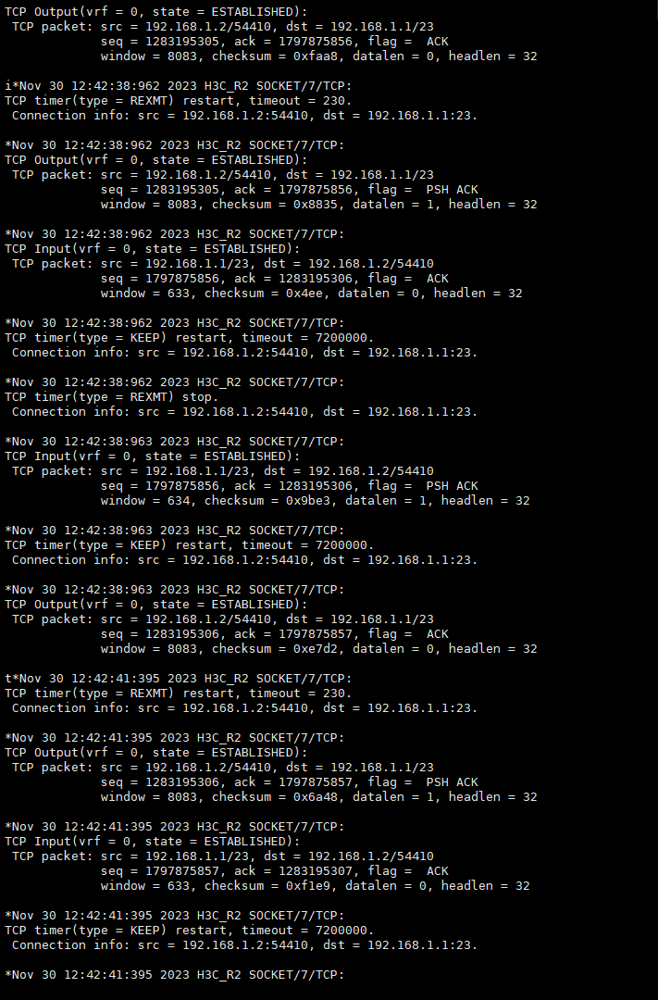 TCP Output(vrf = 0, state = ESTABLISHED):
 TCP packet: src = 192.168.1.2/54410, dst = 192.168.1.1/23
             seq = 1283195305, ack = 1797875856, flag =  ACK
             window = 8083, checksum = 0xfaa8, datalen = 0, headlen = 32

i*Nov 30 12:42:38:962 2023 H3C_R2 SOCKET/7/TCP:
TCP timer(type = REXMT) restart, timeout = 230.
 Connection info: src = 192.168.1.2:54410, dst = 192.168.1.1:23.

*Nov 30 12:42:38:962 2023 H3C_R2 SOCKET/7/TCP:
TCP Output(vrf = 0, state = ESTABLISHED):
 TCP packet: src = 192.168.1.2/54410, dst = 192.168.1.1/23
             seq = 1283195305, ack = 1797875856, flag =  PSH ACK
             window = 8083, checksum = 0x8835, datalen = 1, headlen = 32

*Nov 30 12:42:38:962 2023 H3C_R2 SOCKET/7/TCP:
TCP Input(vrf = 0, state = ESTABLISHED):
 TCP packet: src = 192.168.1.1/23, dst = 192.168.1.2/54410
             seq = 1797875856, ack = 1283195306, flag =  ACK
             window = 633, checksum = 0x4ee, datalen = 0, headlen = 32

*Nov 30 12:42:38:962 2023 H3C_R2 SOCKET/7/TCP:
TCP timer(type = KEEP) restart, timeout = 7200000.
 Connection info: src = 192.168.1.2:54410, dst = 192.168.1.1:23.

*Nov 30 12:42:38:962 2023 H3C_R2 SOCKET/7/TCP:
TCP timer(type = REXMT) stop.
 Connection info: src = 192.168.1.2:54410, dst = 192.168.1.1:23.

*Nov 30 12:42:38:963 2023 H3C_R2 SOCKET/7/TCP:
TCP Input(vrf = 0, state = ESTABLISHED):
 TCP packet: src = 192.168.1.1/23, dst = 192.168.1.2/54410
             seq = 1797875856, ack = 1283195306, flag =  PSH ACK
             window = 634, checksum = 0x9be3, datalen = 1, headlen = 32

*Nov 30 12:42:38:963 2023 H3C_R2 SOCKET/7/TCP:
TCP timer(type = KEEP) restart, timeout = 7200000.
 Connection info: src = 192.168.1.2:54410, dst = 192.168.1.1:23.

*Nov 30 12:42:38:963 2023 H3C_R2 SOCKET/7/TCP:
TCP Output(vrf = 0, state = ESTABLISHED):
 TCP packet: src = 192.168.1.2/54410, dst = 192.168.1.1/23
             seq = 1283195306, ack = 1797875857, flag =  ACK
             window = 8083, checksum = 0xe7d2, datalen = 0, headlen = 32

t*Nov 30 12:42:41:395 2023 H3C_R2 SOCKET/7/TCP:
TCP timer(type = REXMT) restart, timeout = 230.
 Connection info: src = 192.168.1.2:54410, dst = 192.168.1.1:23.

*Nov 30 12:42:41:395 2023 H3C_R2 SOCKET/7/TCP:
TCP Output(vrf = 0, state = ESTABLISHED):
 TCP packet: src = 192.168.1.2/54410, dst = 192.168.1.1/23
             seq = 1283195306, ack = 1797875857, flag =  PSH ACK
             window = 8083, checksum = 0x6a48, datalen = 1, headlen = 32

*Nov 30 12:42:41:395 2023 H3C_R2 SOCKET/7/TCP:
TCP Input(vrf = 0, state = ESTABLISHED):
 TCP packet: src = 192.168.1.1/23, dst = 192.168.1.2/54410
             seq = 1797875857, ack = 1283195307, flag =  ACK
             window = 633, checksum = 0xf1e9, datalen = 0, headlen = 32

*Nov 30 12:42:41:395 2023 H3C_R2 SOCKET/7/TCP:
TCP timer(type = KEEP) restart, timeout = 7200000.
 Connection info: src = 192.168.1.2:54410, dst = 192.168.1.1:23.

*Nov 30 12:42:41:395 2023 H3C_R2 SOCKET/7/TCP: